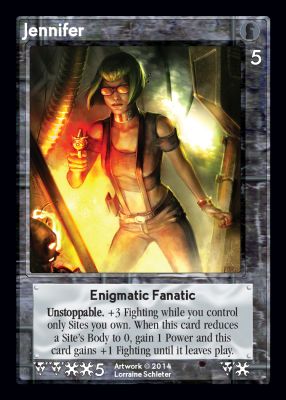 Jennifer
5
Enigmatic Fanatic
Unstoppable. +3 Fighting while you control
only Sites you own. When this card reduces
a Site's Body to 0, gain 1 Power and this
card gains +1 Fighting until it leaves play.
5
Artwork © 2014
Lorraine Schleter